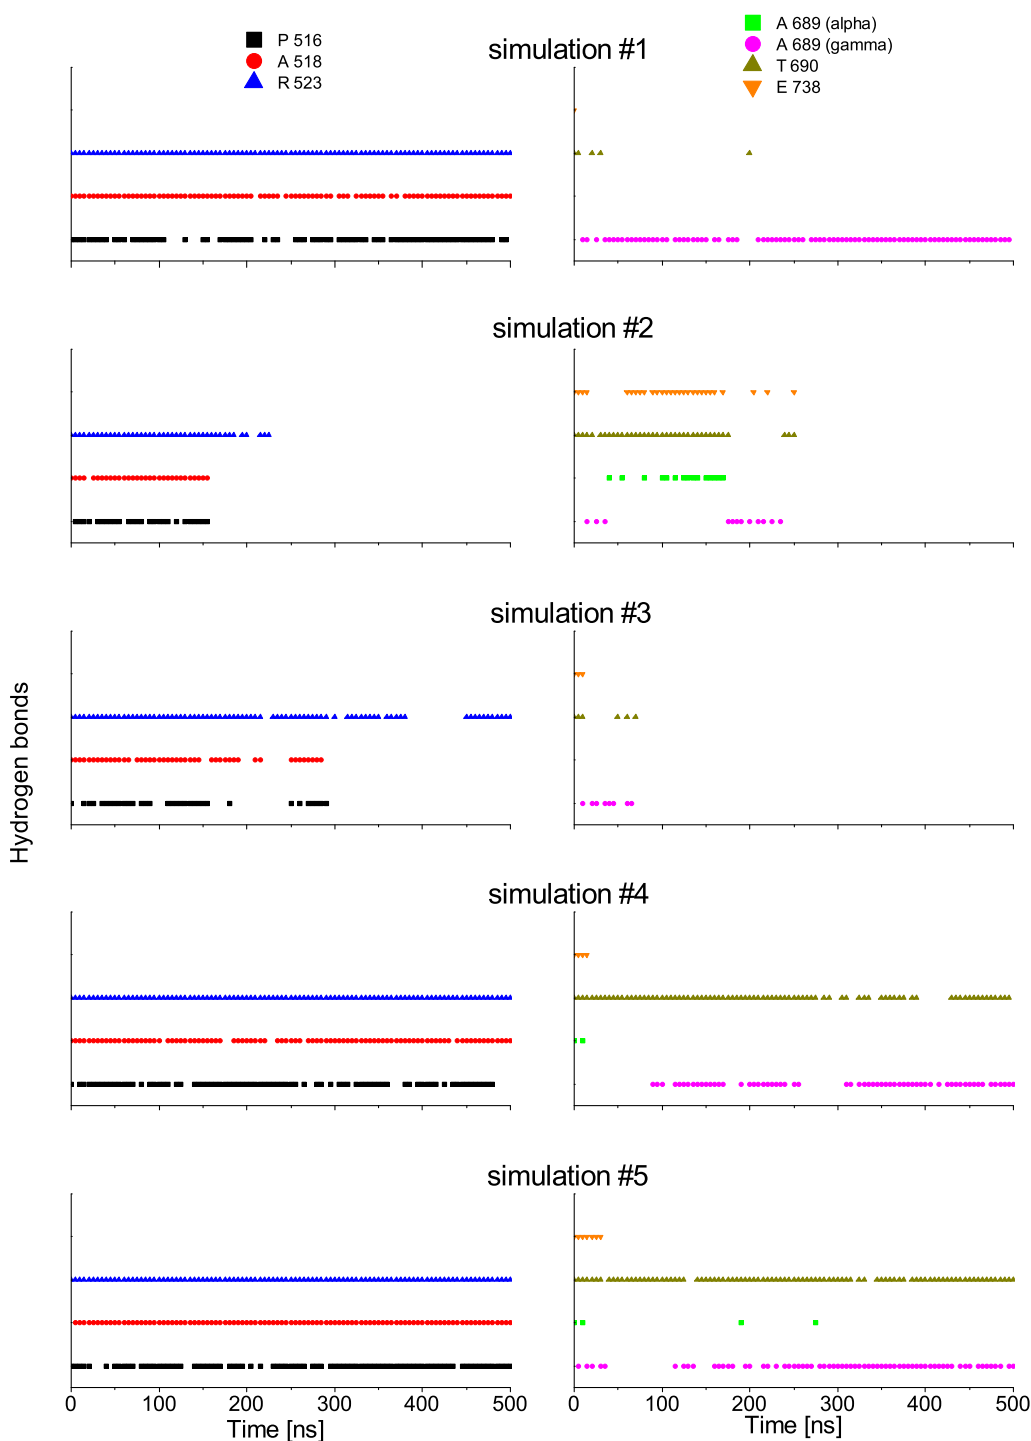 simulation #1
P 516
A 518
R 523
A 689 (alpha)
A 689 (gamma)
T 690
E 738
simulation #2
simulation #3
Hydrogen bonds
simulation #4
simulation #5
0 100 200 300 400 500
Time [ns]
0 100 200 300 400 500
Time [ns]